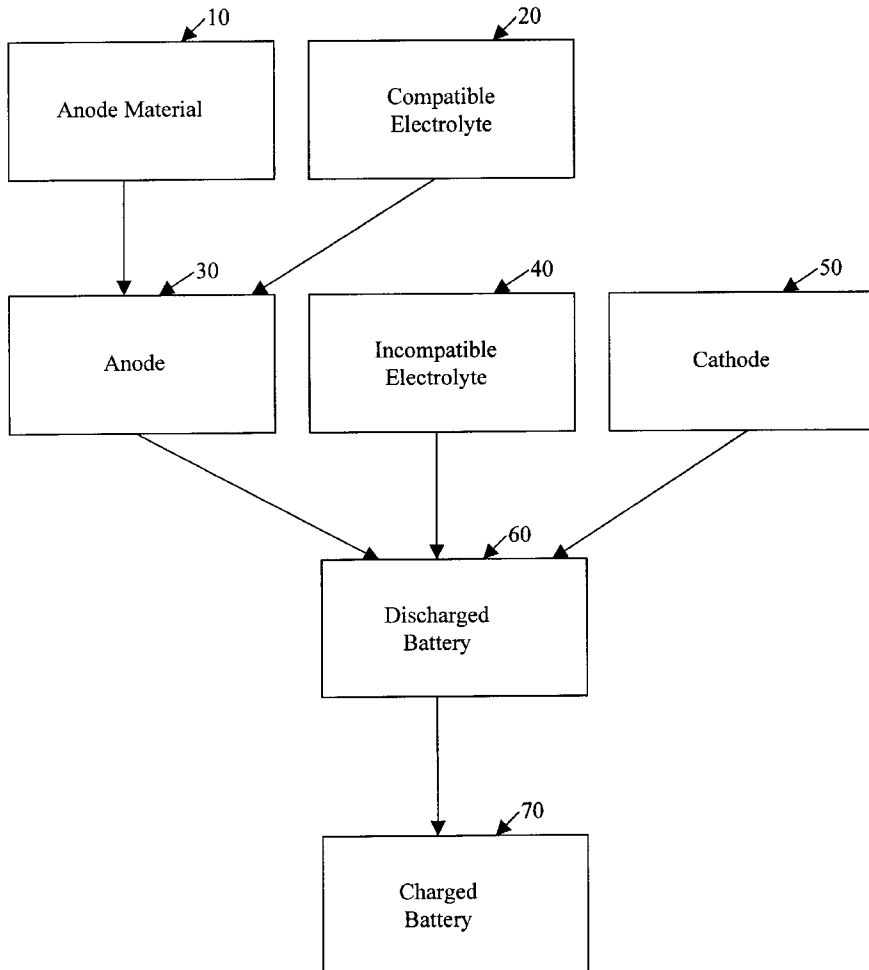 10
20
Anode Material
Compatible
Electrolyte
30
40
50
Anode
Incompatible
Electrolyte
Cathode
60
Discharged
Battery
70
Charged
Battery